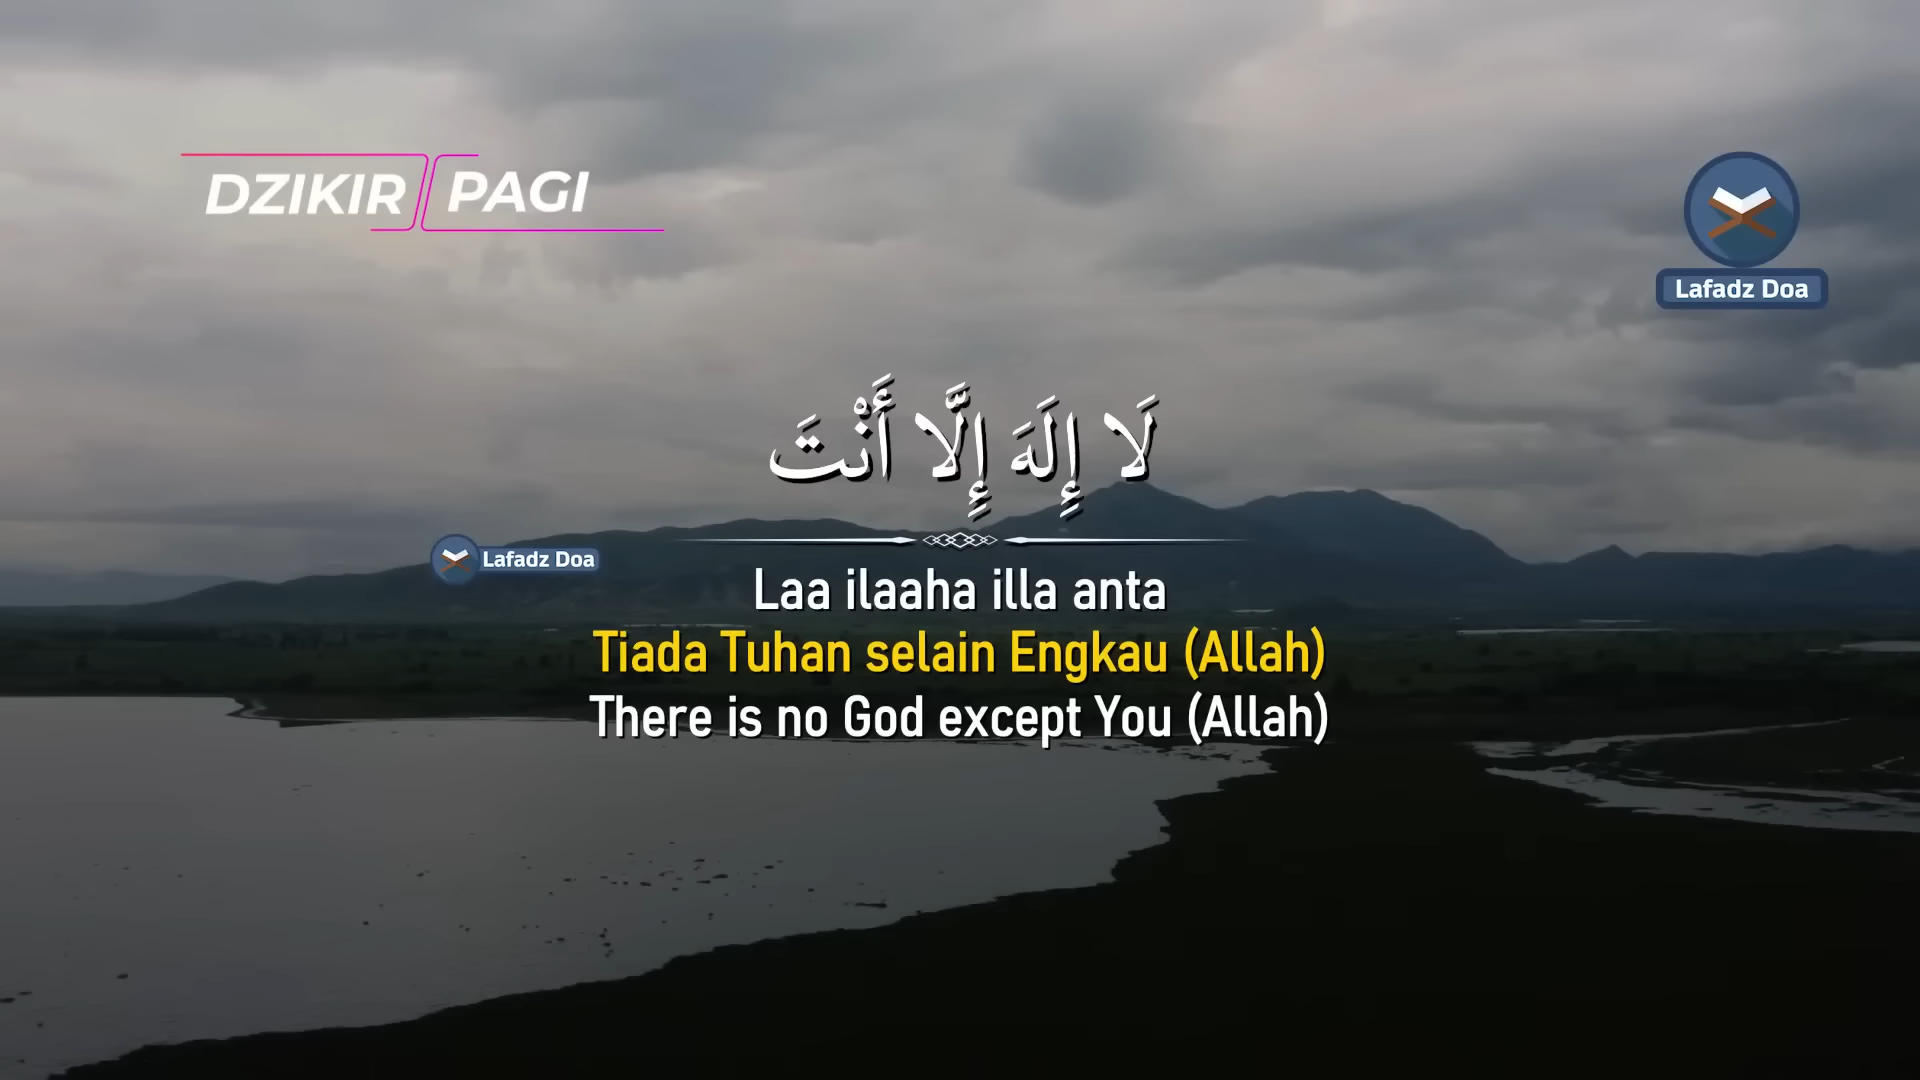 DZIKIR PAGI
Lafadz Doa
لَا إِلَهَ إِلَّا أَنْتَ
Lafadz Doa
Laa ilaaha illa anta
Tiada Tuhan selain Engkau (Allah)
There is no God except You (Allah)